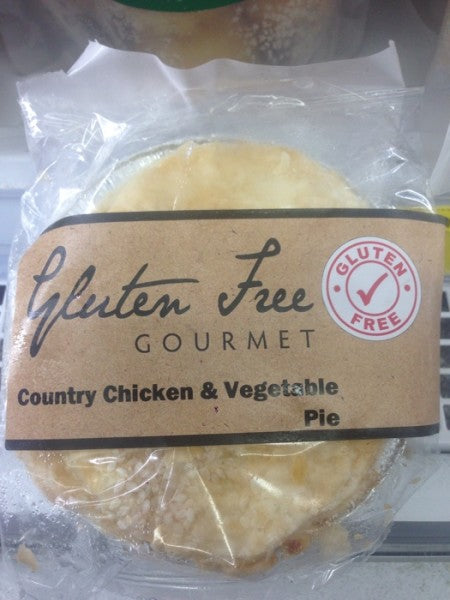 Gluten Free
GOURMET
Country Chicken & Vegetable
Pie
GLUTEN
FREE